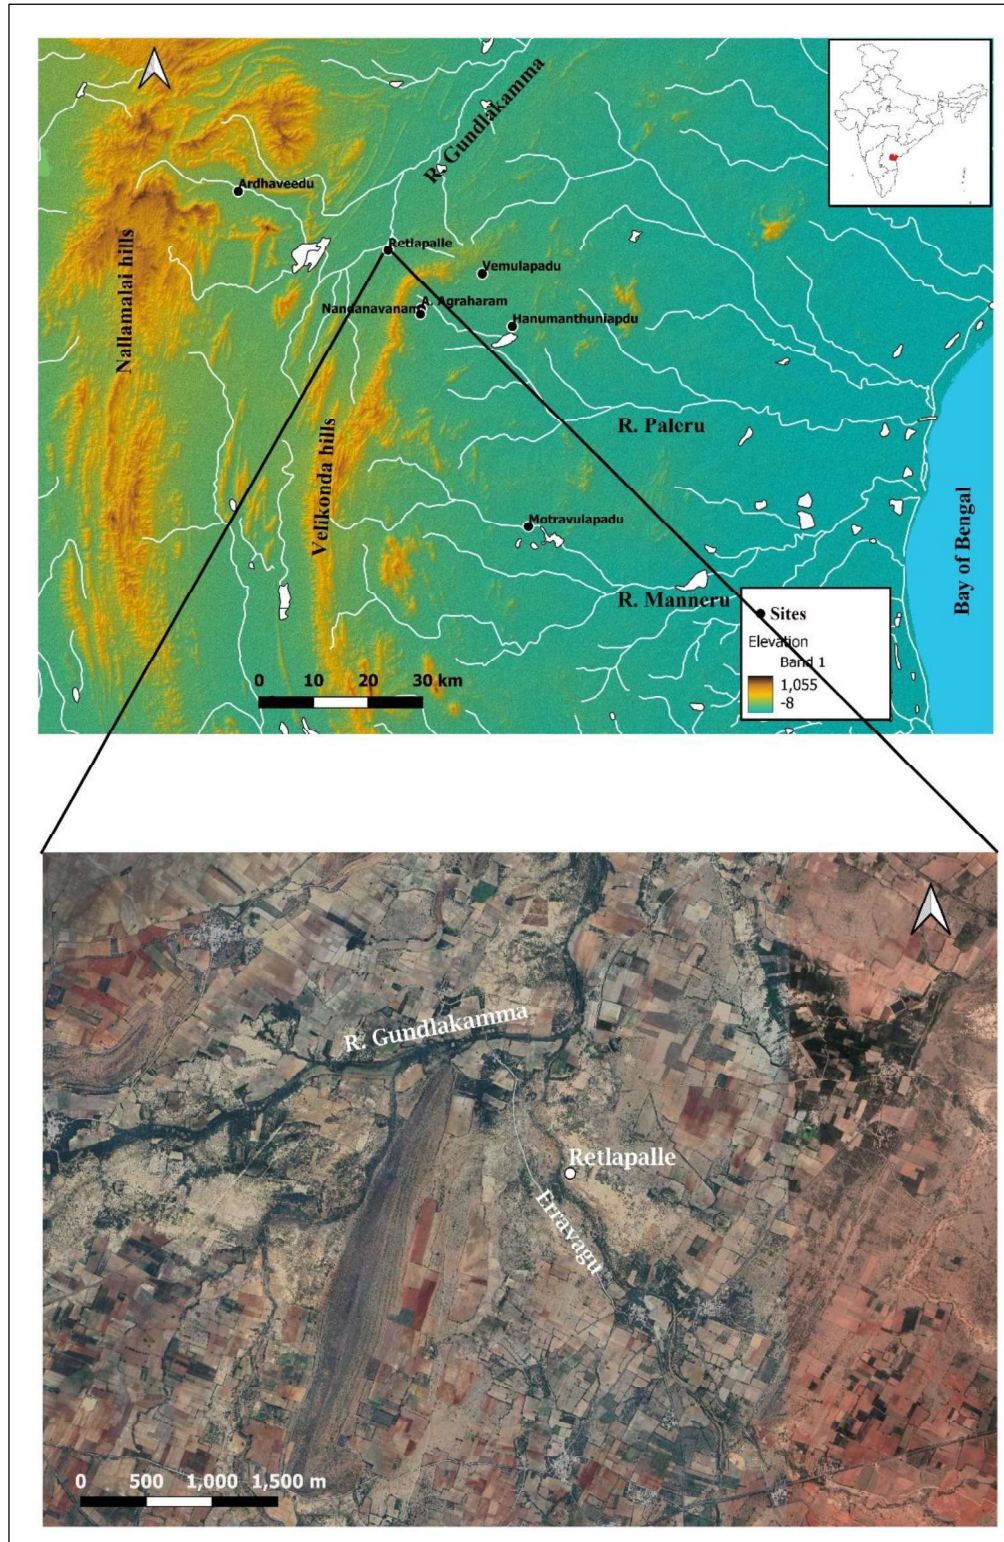 R. Gundlakamma
Ardhaveedu
Retlapalle
Vemulapadu
A. Agraharam
Nandanavanam
Hanumanthuniapdu
Nallamalai hills
Velikonda hills
R. Paleru
Motravulapadu
Bay of Bengal
R. Manneru
Sites
Elevation
Band 1
1,055
-8
0 10 20 30 km
R. Gundlakamma
Retlapalle
Erravagu
0 500 1,000 1,500 m